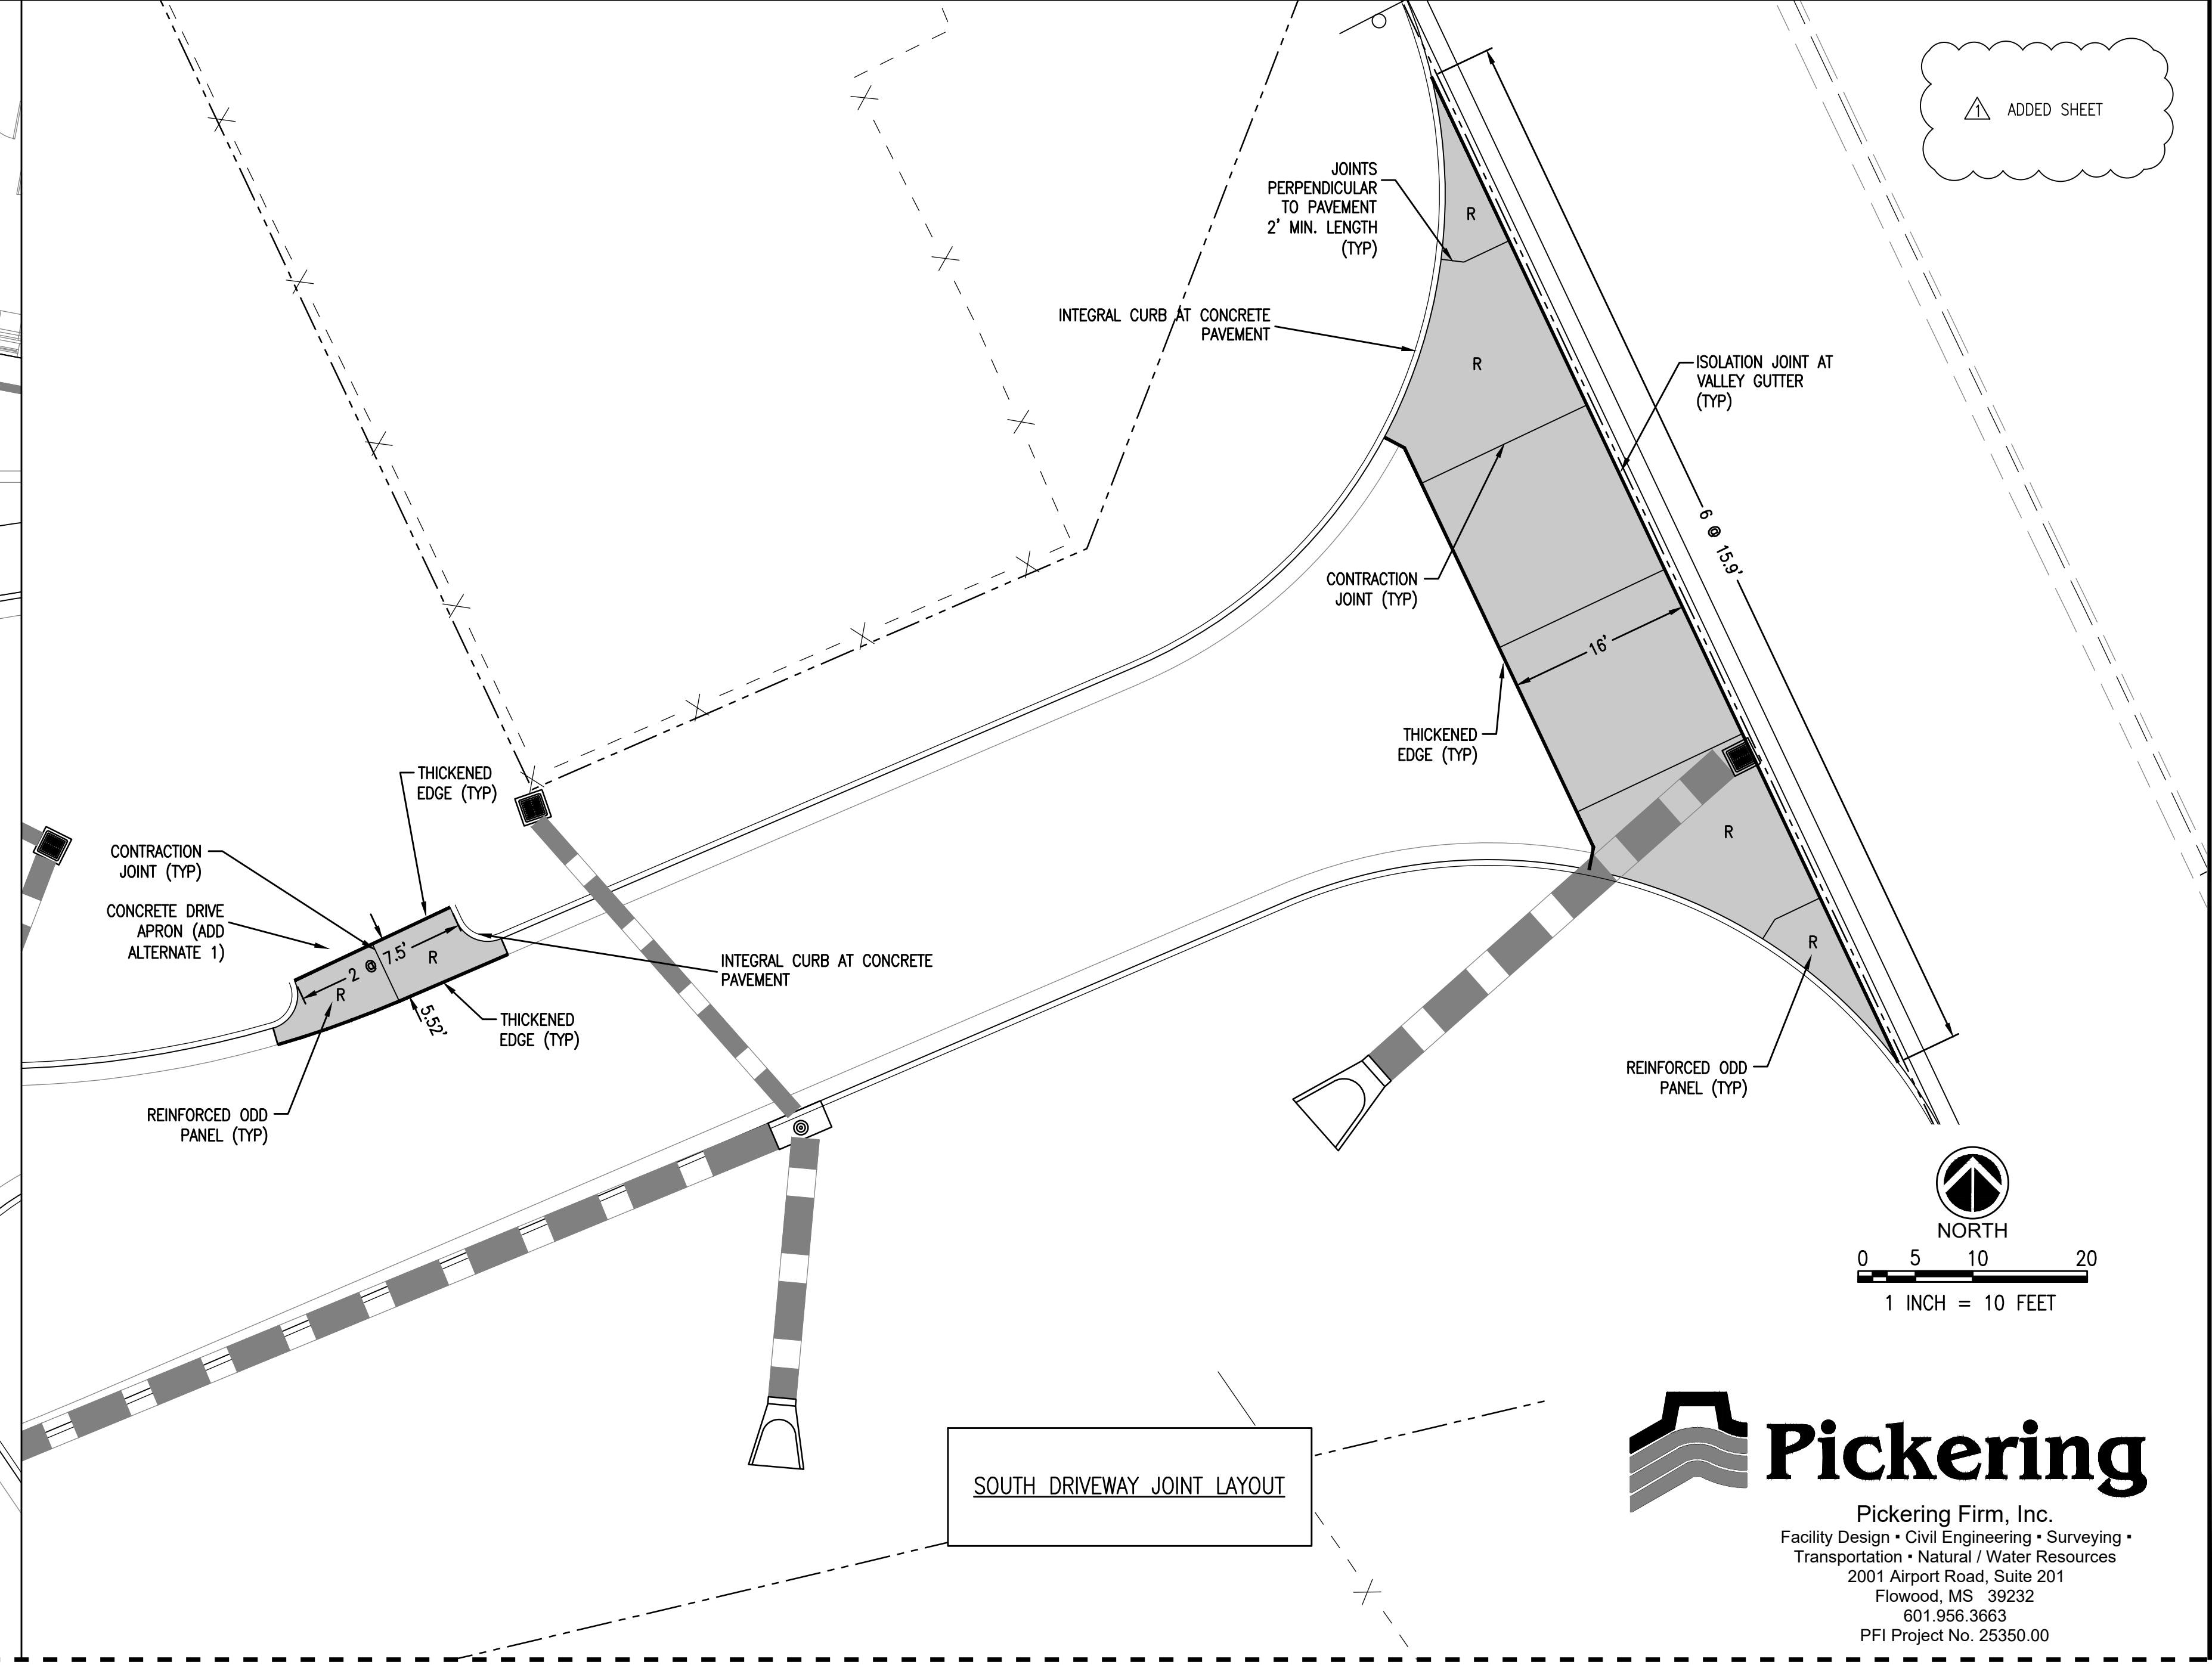 1 ADDED SHEET
JOINTS
PERPENDICULAR
TO PAVEMENT
2' MIN. LENGTH
(TYP)
R
INTEGRAL CURB AT CONCRETE
PAVEMENT
R
ISOLATION JOINT AT
VALLEY GUTTER
(TYP)
6 @ 15.9'
CONTRACTION
JOINT (TYP)
16'
THICKENED
EDGE (TYP)
R
R
REINFORCED ODD
PANEL (TYP)
THICKENED
EDGE (TYP)
CONTRACTION
JOINT (TYP)
CONCRETE DRIVE
APRON (ADD
ALTERNATE 1)
2 @ 7.5'
R
R
INTEGRAL CURB AT CONCRETE
PAVEMENT
5.52'
THICKENED
EDGE (TYP)
REINFORCED ODD
PANEL (TYP)
NORTH
0 5 10 20
1 INCH = 10 FEET
SOUTH DRIVEWAY JOINT LAYOUT
Pickering
Pickering Firm, Inc.
Facility Design ▪ Civil Engineering ▪ Surveying ▪
Transportation ▪ Natural / Water Resources
2001 Airport Road, Suite 201
Flowood, MS 39232
601.956.3663
PFI Project No. 25350.00